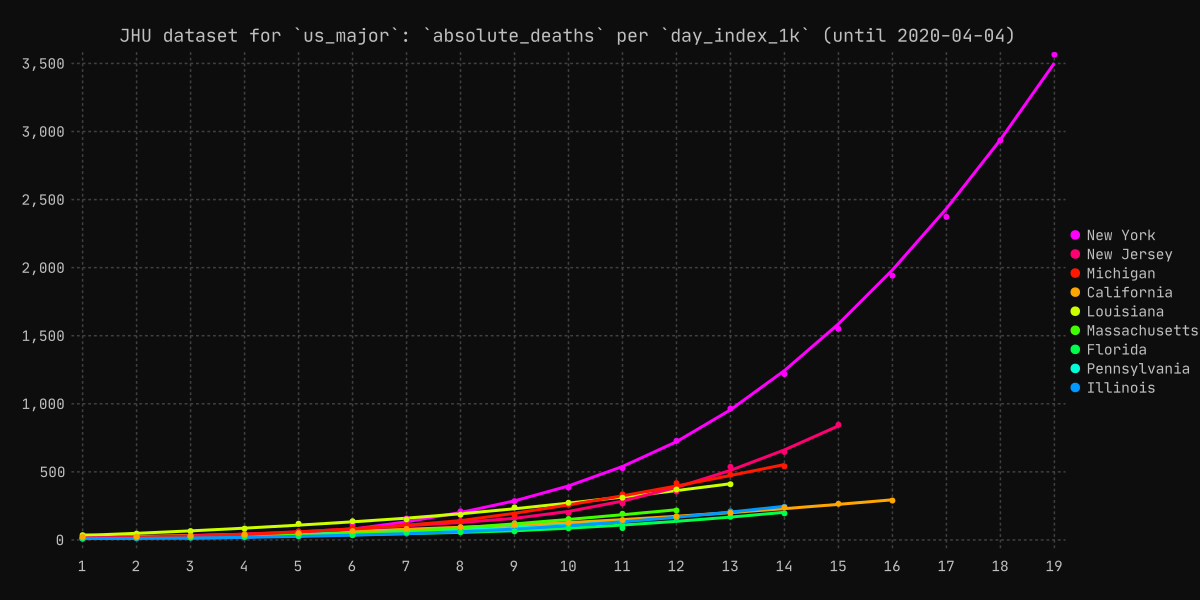 JHU dataset for `us_major`: `absolute_deaths` per `day_index_1k` (until 2020-04-04)
3,500
3,000
2,500
2,000
1,500
1,000
500
0
1 2 3 4 5 6 7 8 9 10 11 12 13 14 15 16 17 18 19
New York
New Jersey
Michigan
California
Louisiana
Massachusetts
Florida
Pennsylvania
Illinois